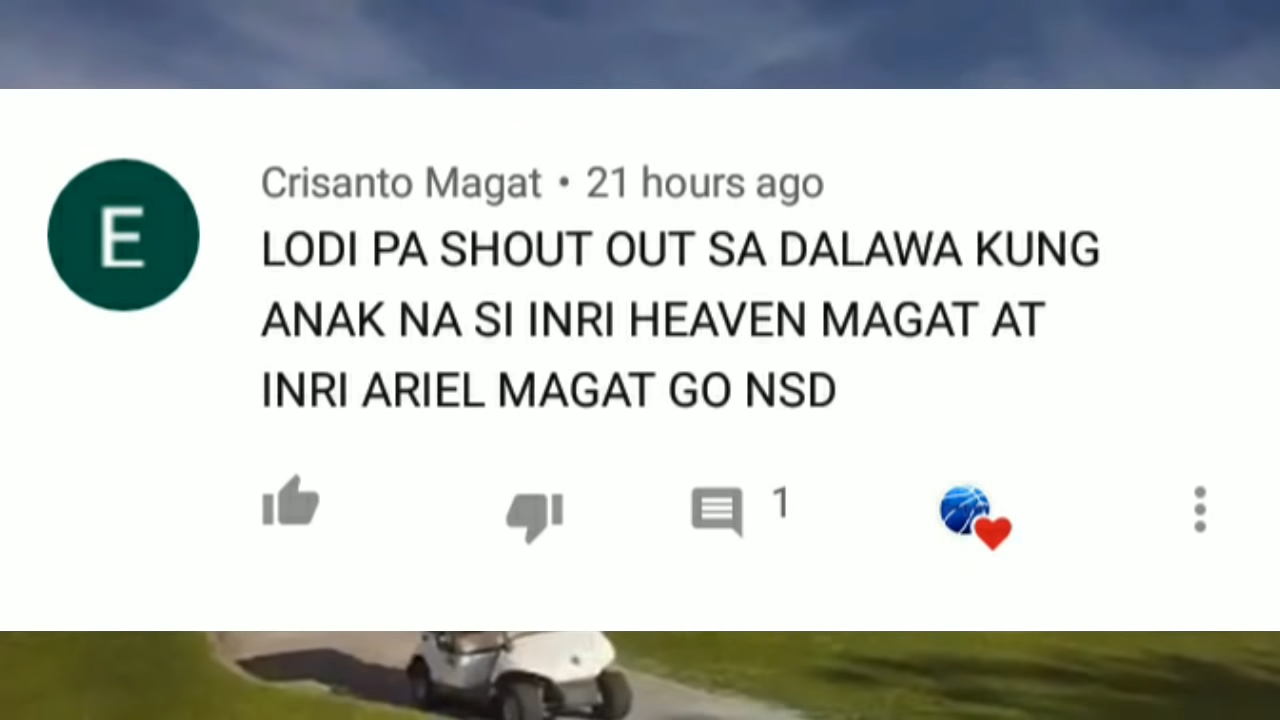 E
Crisanto Magat • 21 hours ago
LODI PA SHOUT OUT SA DALAWA KUNG
ANAK NA SI INRI HEAVEN MAGAT AT
INRI ARIEL MAGAT GO NSD
1